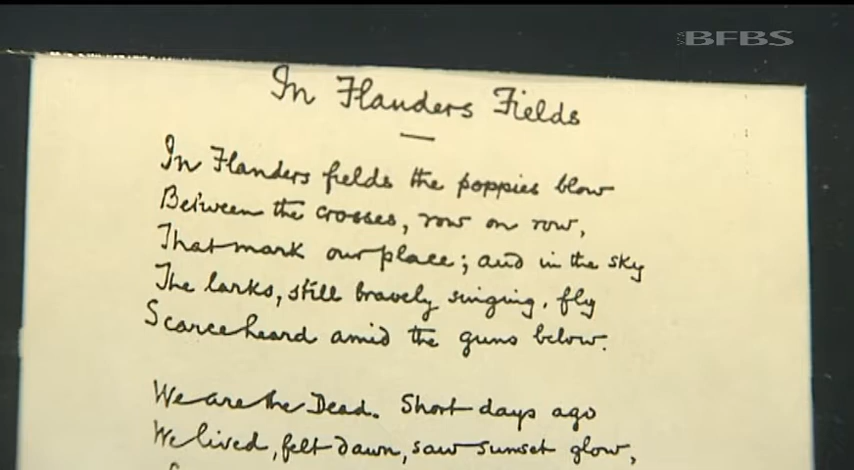 BFBS
In Flanders Fields
In Flanders fields the poppies blow
Between the crosses, row on row,
That mark our place; and in the sky
The larks, still bravely singing, fly
Scarce heard amid the guns below.
We are the Dead. Short days ago
We lived, felt dawn, saw sunset glow,